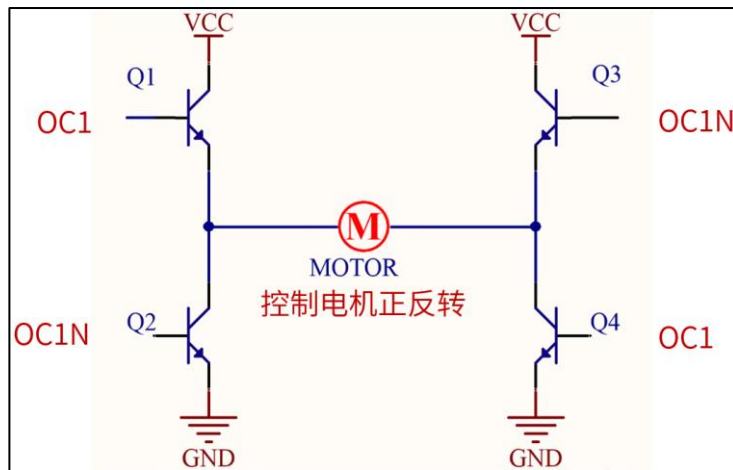 VCC
VCC
Q1
Q3
OC1
OC1N
M
MOTOR
控制电机正反转
OC1N
Q2
Q4
OC1
GND
GND